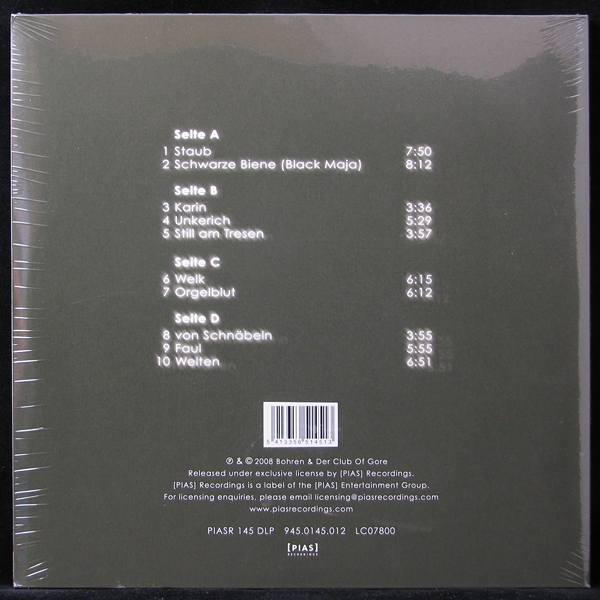 Seite A
1 Staub 7:50
2 Schwarze Biene (Black Maja) 8:12
Seite B
3 Karin 3:36
4 Unkerich 5:29
5 Still am Tresen 3:57
Seite C
6 Welk 6:15
7 Orgelblut 6:12
Seite D
8 von Schnäbeln 3:55
9 Faul 5:55
10 Welten 6:51
5 413356 514513
℗ & © 2008 Bohren & Der Club Of Gore
Released under exclusive license by [PIAS] Recordings.
[PIAS] Recordings is a label of the [PIAS] Entertainment Group.
For licensing enquiries, please email licensing@piasrecordings.com
www.piasrecordings.com
PIASR 145 DLP 945.0145.012 LC07800
[PIAS]
RECORDINGS